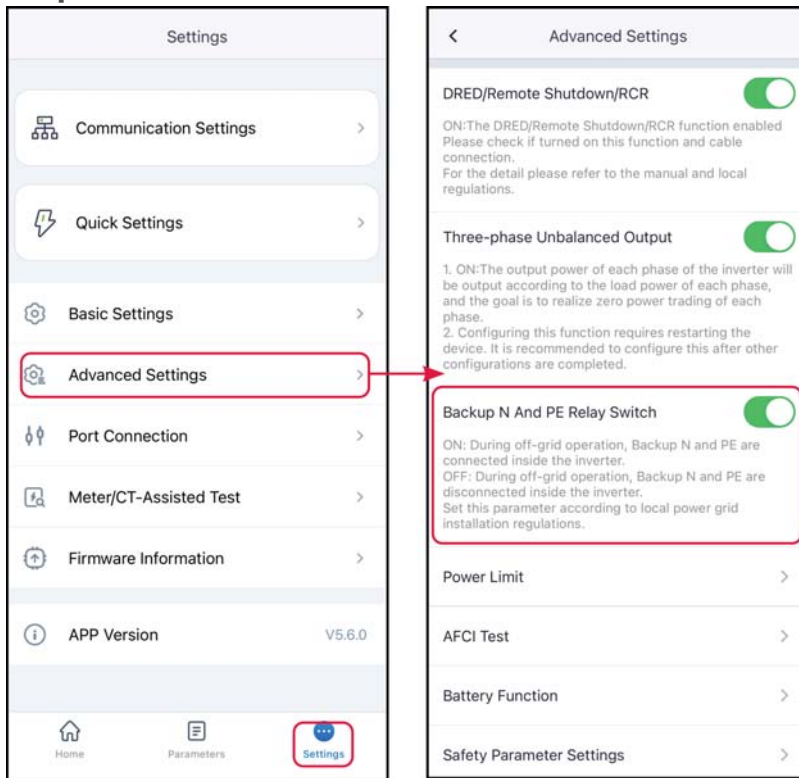 Settings
Communication Settings
Quick Settings
Basic Settings
Advanced Settings
Port Connection
Meter/CT-Assisted Test
Firmware Information
APP Version V5.6.0
Home Parameters Settings
Advanced Settings
DRED/Remote Shutdown/RCR
ON:The DRED/Remote Shutdown/RCR function enabled
Please check if turned on this function and cable
connection.
For the detail please refer to the manual and local
regulations.
Three-phase Unbalanced Output
1. ON:The output power of each phase of the inverter will
be output according to the load power of each phase,
and the goal is to realize zero power trading of each
phase.
2. Configuring this function requires restarting the
device. It is recommended to configure this after other
configurations are completed.
Backup N And PE Relay Switch
ON: During off-grid operation, Backup N and PE are
connected inside the inverter.
OFF: During off-grid operation, Backup N and PE are
disconnected inside the inverter.
Set this parameter according to local power grid
installation regulations.
Power Limit
AFCI Test
Battery Function
Safety Parameter Settings